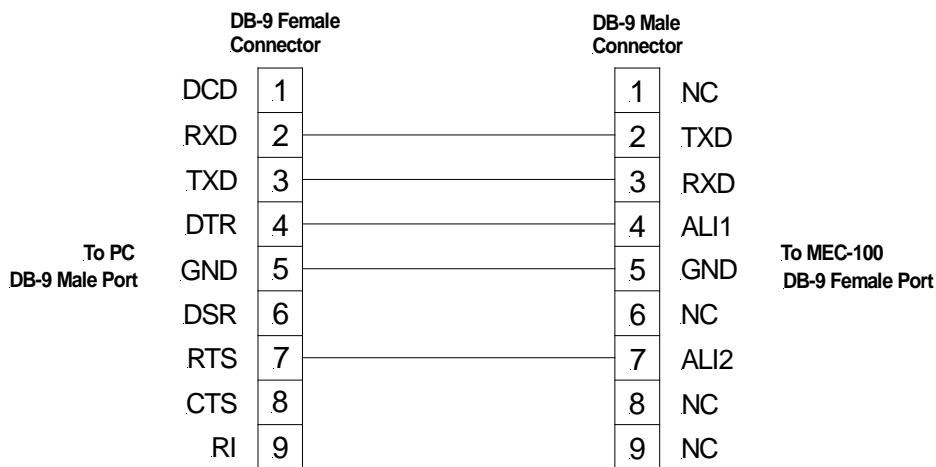 DB-9 Female
Connector
DB-9 Male
Connector
DCD 1 1 NC
RXD 2 2 TXD
TXD 3 3 RXD
DTR 4 4 ALI1
To PC
DB-9 Male Port
GND 5 5 GND
To MEC-100
DB-9 Female Port
DSR 6 6 NC
RTS 7 7 ALI2
CTS 8 8 NC
RI 9 9 NC